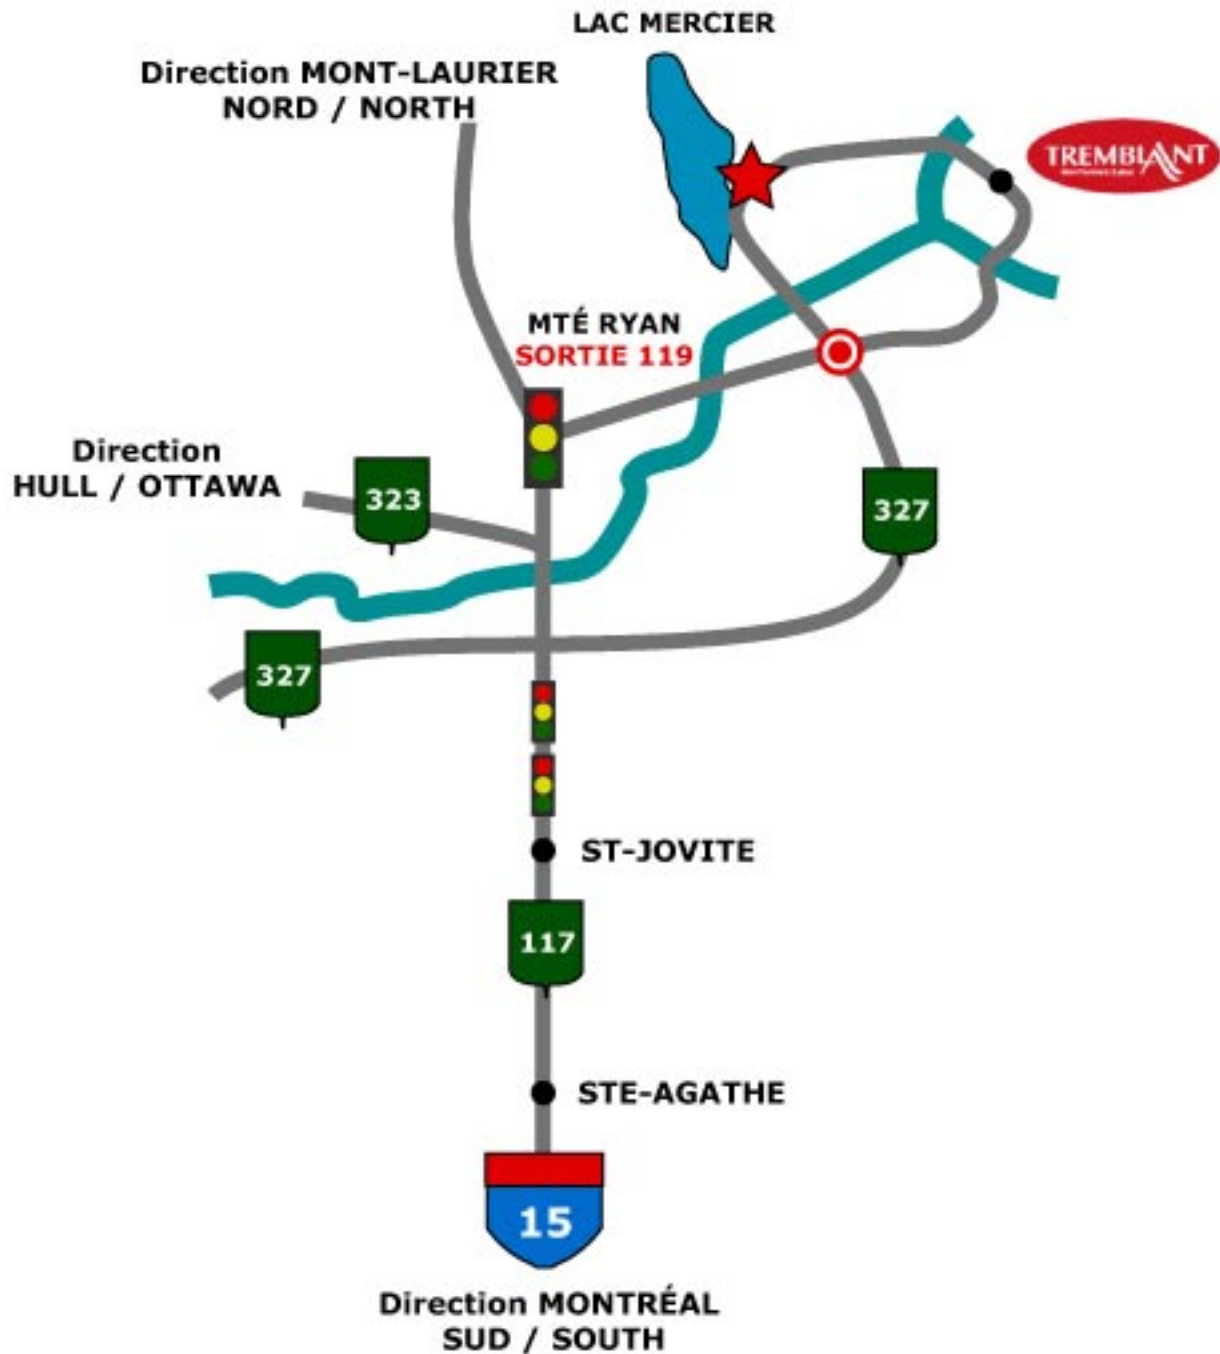 LAC MERCIER
Direction MONT-LAURIER
NORD / NORTH
TREMBLANT
MTÉ RYAN
SORTIE 119
Direction
HULL / OTTAWA
323
327
327
ST-JOVITE
117
STE-AGATHE
15
Direction MONTRÉAL
SUD / SOUTH